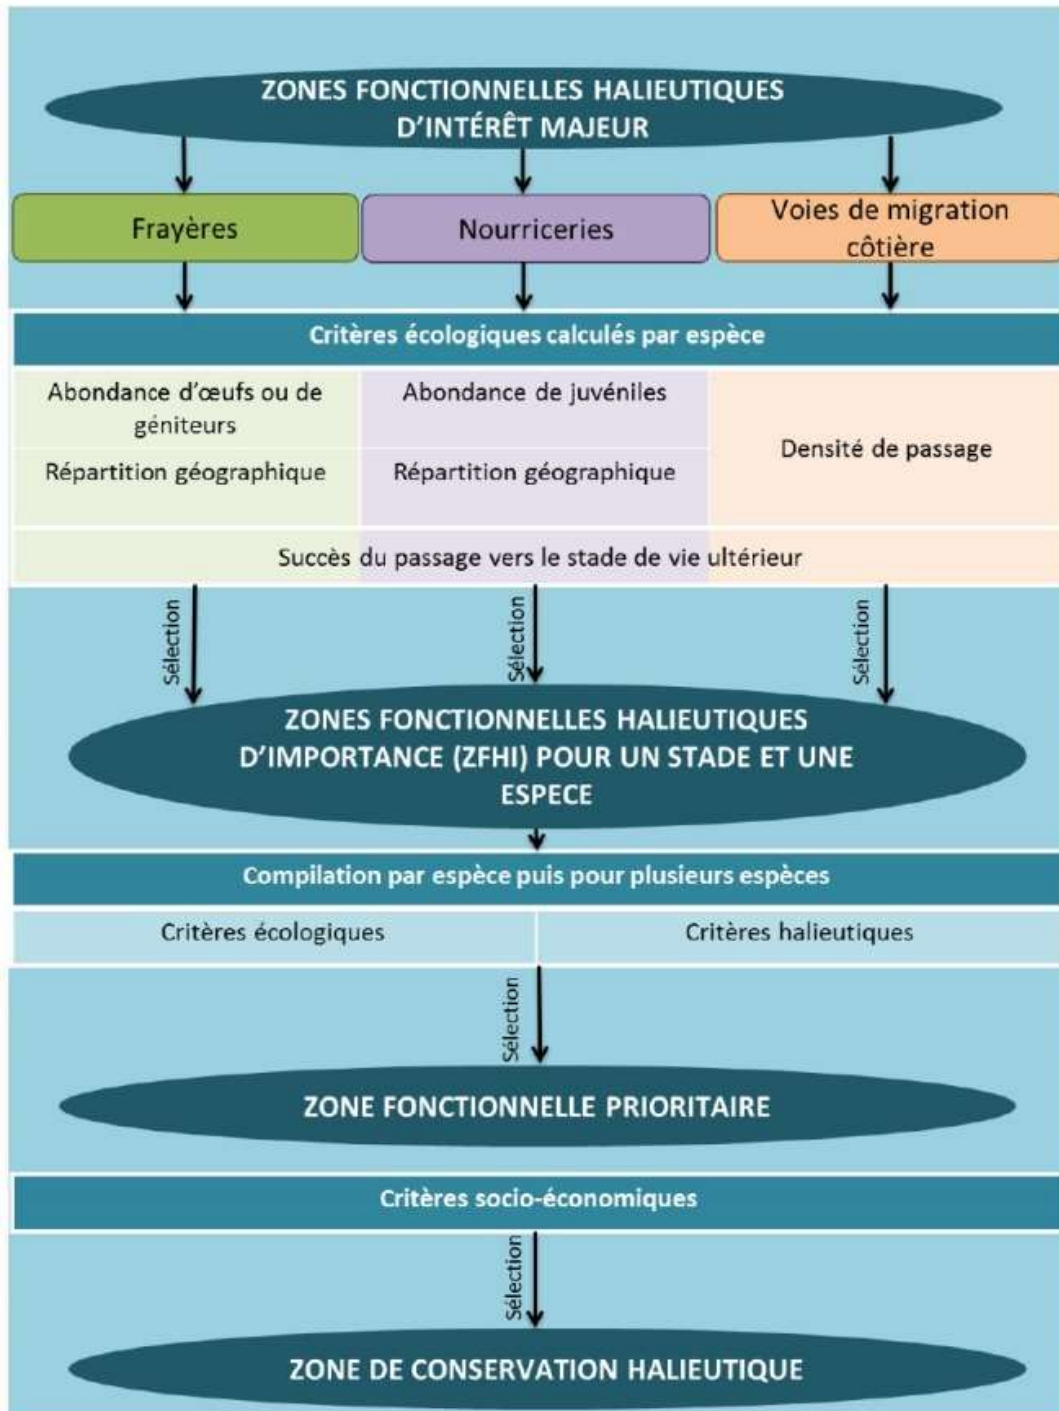 ZONES FONCTIONNELLES HALIEUTIQUES
D'INTÉRÊT MAJEUR
Frayères
Nourriceries
Voies de migration
côtière
Critères écologiques calculés par espèce
Abondance d'œufs ou de
géniteurs
Abondance de juvéniles
Densité de passage
Répartition géographique
Répartition géographique
Succès du passage vers le stade de vie ultérieur
Sélection
Sélection
Sélection
ZONES FONCTIONNELLES HALIEUTIQUES
D'IMPORTANCE (ZFHI) POUR UN STADE ET UNE
ESPECE
Compilation par espèce puis pour plusieurs espèces
Critères écologiques
Critères halieutiques
Sélection
ZONE FONCTIONNELLE PRIORITAIRE
Critères socio-économiques
Sélection
ZONE DE CONSERVATION HALIEUTIQUE